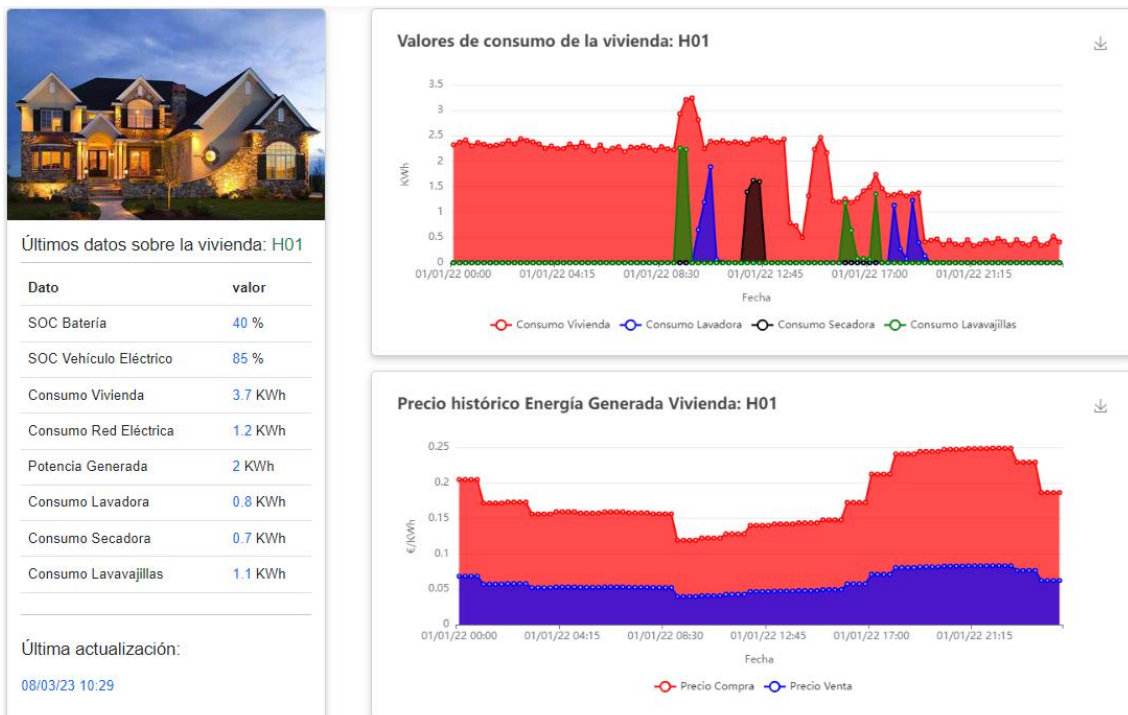 Últimos datos sobre la vivienda: H01
Dato valor
SOC Batería 40 %
SOC Vehículo Eléctrico 85 %
Consumo Vivienda 3.7 KWh
Consumo Red Eléctrica 1.2 KWh
Potencia Generada 2 KWh
Consumo Lavadora 0.8 KWh
Consumo Secadora 0.7 KWh
Consumo Lavavajillas 1.1 KWh
Última actualización:
08/03/23 10:29
Valores de consumo de la vivienda: H01
3.5
3
2.5
2
1.5
1
0.5
0
KWh
01/01/22 00:00 01/01/22 04:15 01/01/22 08:30 01/01/22 12:45 01/01/22 17:00 01/01/22 21:15
Fecha
Consumo Vivienda Consumo Lavadora Consumo Secadora Consumo Lavavajillas
Precio histórico Energía Generada Vivienda: H01
0.25
0.2
0.15
0.1
0.05
0
€/KWh
01/01/22 00:00 01/01/22 04:15 01/01/22 08:30 01/01/22 12:45 01/01/22 17:00 01/01/22 21:15
Fecha
Precio Compra Precio Venta